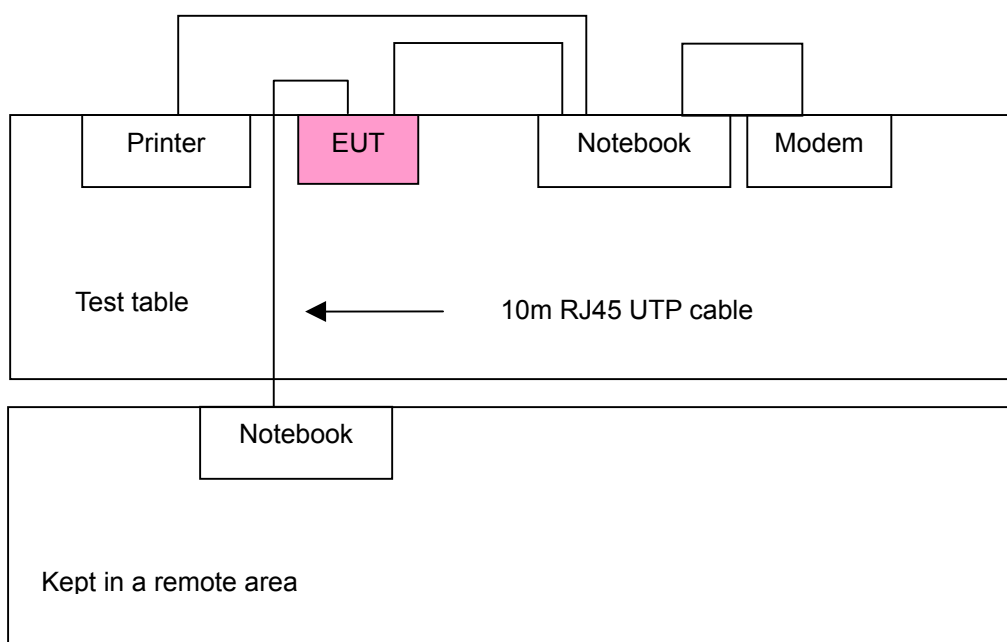 Printer
EUT
Notebook
Modem
Test table
10m RJ45 UTP cable
Notebook
Kept in a remote area